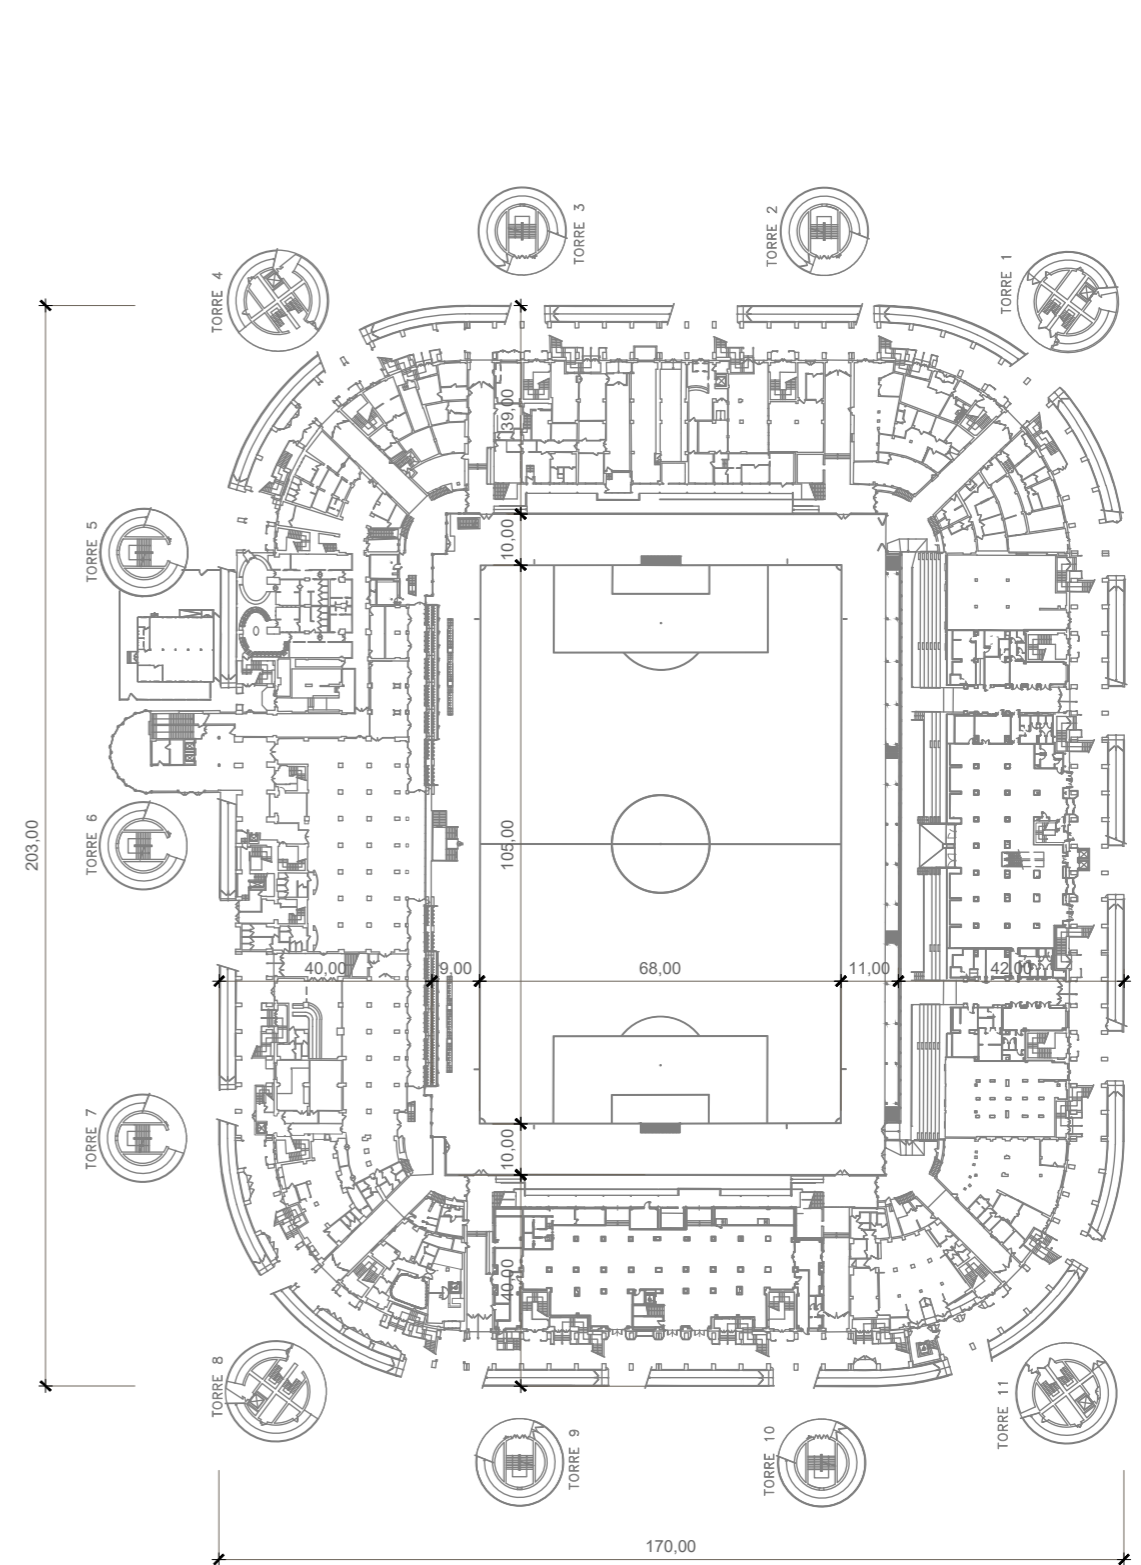 TORRE 3
TORRE 2
TORRE 4
TORRE 1
39,00
TORRE 5
10,00
203,00
TORRE 6
105,00
40,00
9,00
68,00
11,00
42,00
TORRE 7
10,00
40,00
TORRE 8
TORRE 11
TORRE 9
TORRE 10
170,00